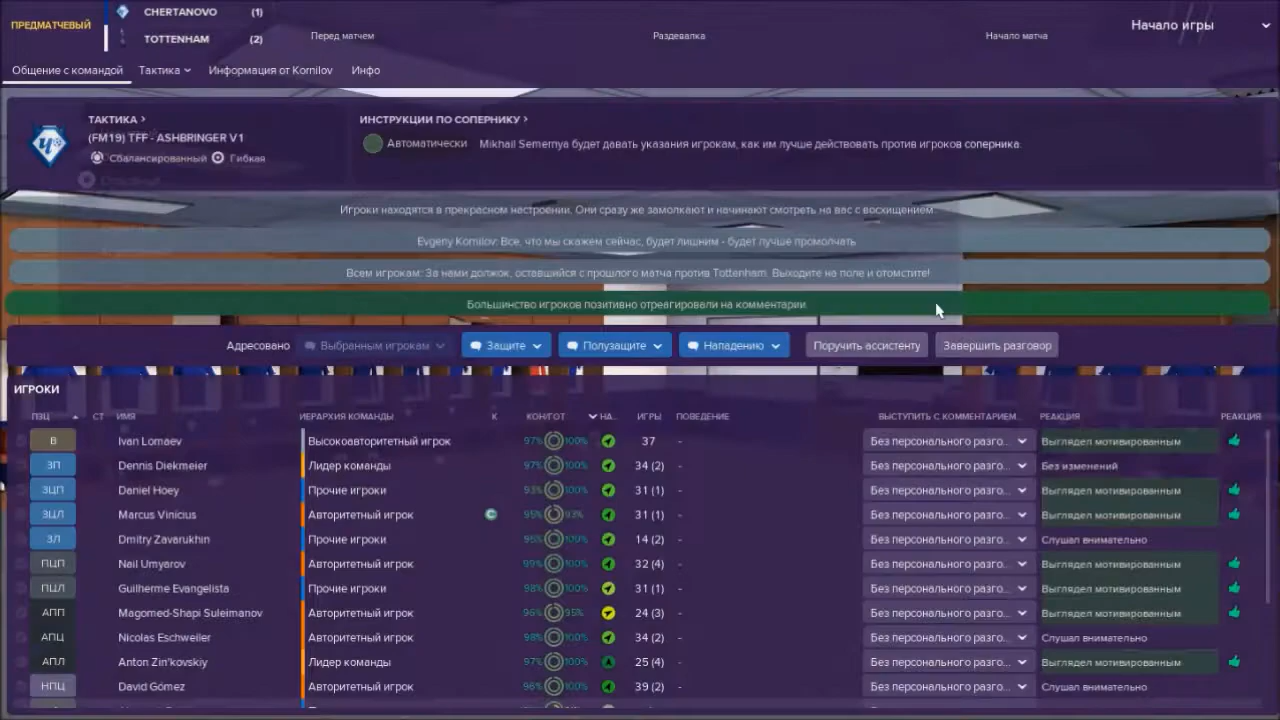 ПРЕДМАТЧЕВЫЙ
CHERTANOVO (1)
TOTTENHAM (2)
Перед матчем Раздевалка Начало матча
Начало игры
Общение с командой Тактика Информация от Kornilov Инфо
ТАКТИКА >
(FM19) TFF - ASHBRINGER V1
Сбалансированный Гибкая
ИНСТРУКЦИИ ПО СОПЕРНИКУ >
Автоматически Mikhail Semernya будет давать указания игрокам, как им лучше действовать против игроков соперника.
Игроки находятся в прекрасном настроении. Они сразу же замолкают и начинают смотреть на вас с восхищением.
Evgeny Kornilov: Все, что мы скажем сейчас, будет лишним - будет лучше промолчать
Всем игрокам: За нами должок, оставшийся с прошлого матча против Tottenham. Выходите на поле и отомстите!
Большинство игроков позитивно отреагировали на комментарии.
Адресовано Выбранным игрокам Защите Полузащите Нападению Поручить ассистенту Завершить разговор
ИГРОКИ
ПЗЦ СТ ИМЯ ИЕРАРХИЯ КОМАНДЫ К КОН/ГОТ НА... ИГРЫ ПОВЕДЕНИЕ ВЫСТУПИТЬ С КОММЕНТАРИЕМ... РЕАКЦИЯ РЕАКЦИЯ
В Ivan Lomaev Высокоавторитетный игрок 97% 100% 37 - Без персонального разго... Выглядел мотивированным
ЗП Dennis Diekmeier Лидер команды 97% 100% 34 (2) - Без персонального разго... Без изменений
ЗЦП Daniel Hoey Прочие игроки 93% 100% 31 (1) - Без персонального разго... Выглядел мотивированным
ЗЦЛ Marcus Vinícius Авторитетный игрок C 95% 93% 31 (1) - Без персонального разго... Выглядел мотивированным
ЗЛ Dmitry Zavarukhin Прочие игроки 96% 100% 14 (2) - Без персонального разго... Слушал внимательно
ПЦП Nail Umyarov Авторитетный игрок 99% 100% 32 (4) - Без персонального разго... Выглядел мотивированным
ПЦЛ Guilherme Evangelista Прочие игроки 98% 100% 31 (1) - Без персонального разго... Выглядел мотивированным
АПП Magomed-Shapi Suleimanov Авторитетный игрок 96% 95% 24 (3) - Без персонального разго... Выглядел мотивированным
АПЦ Nicolas Eschweiler Авторитетный игрок 98% 100% 34 (2) - Без персонального разго... Слушал внимательно
АПЛ Anton Zin'kovskiy Лидер команды 97% 100% 25 (4) - Без персонального разго... Выглядел мотивированным
НПЦ David Gómez Авторитетный игрок 96% 100% 39 (2) - Без персонального разго... Слушал внимательно